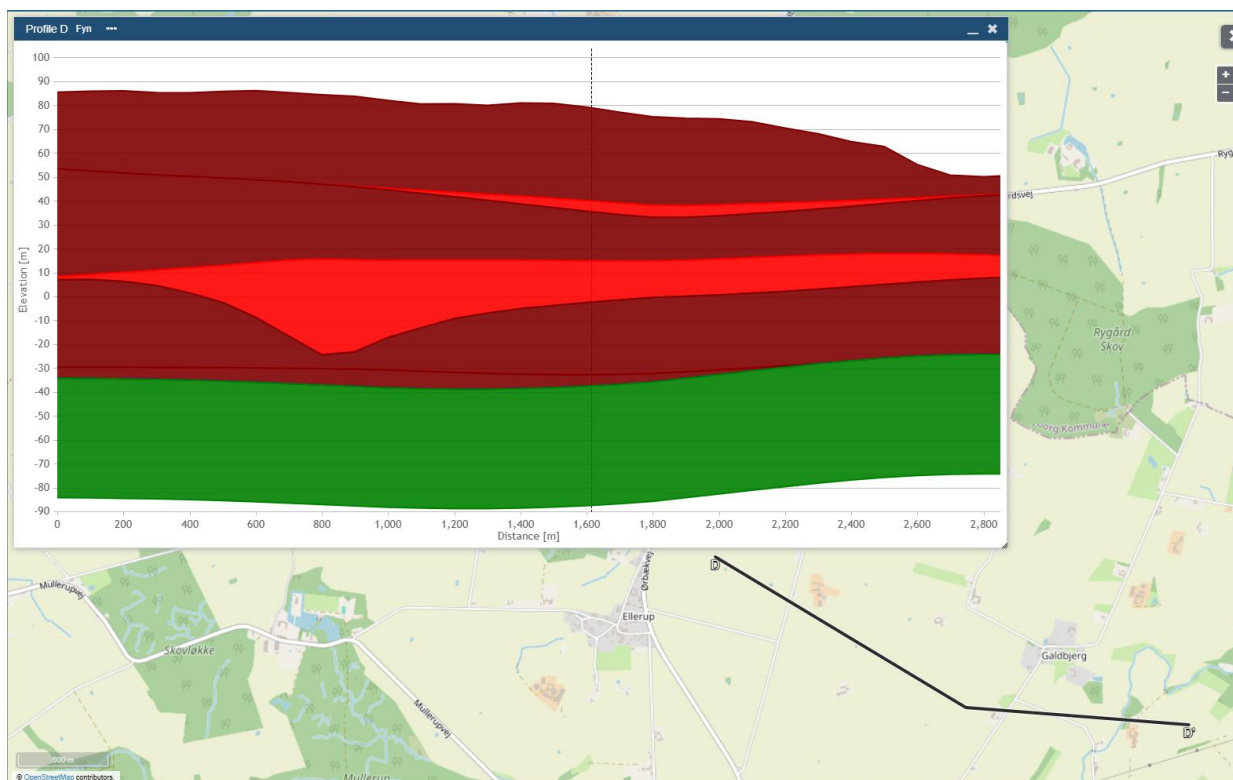 Profile D Fyn •••
100
90
80
70
60
50
40
30
20
10
0
-10
-20
-30
-40
-50
-60
-70
-80
-90
Elevation [m]
0 200 400 600 800 1,000 1,200 1,400 1,600 1,800 2,000 2,200 2,400 2,600 2,800
Distance [m]
+
−
Ryg
rdsvej
Rygård
Skov
borg Kommune
Mullerupvej
Skovløkke
Mullerupvej
Mullerup
Ørbækvej
Ellerup
D
Galdbjerg
D'
500 m
© OpenStreetMap contributors.